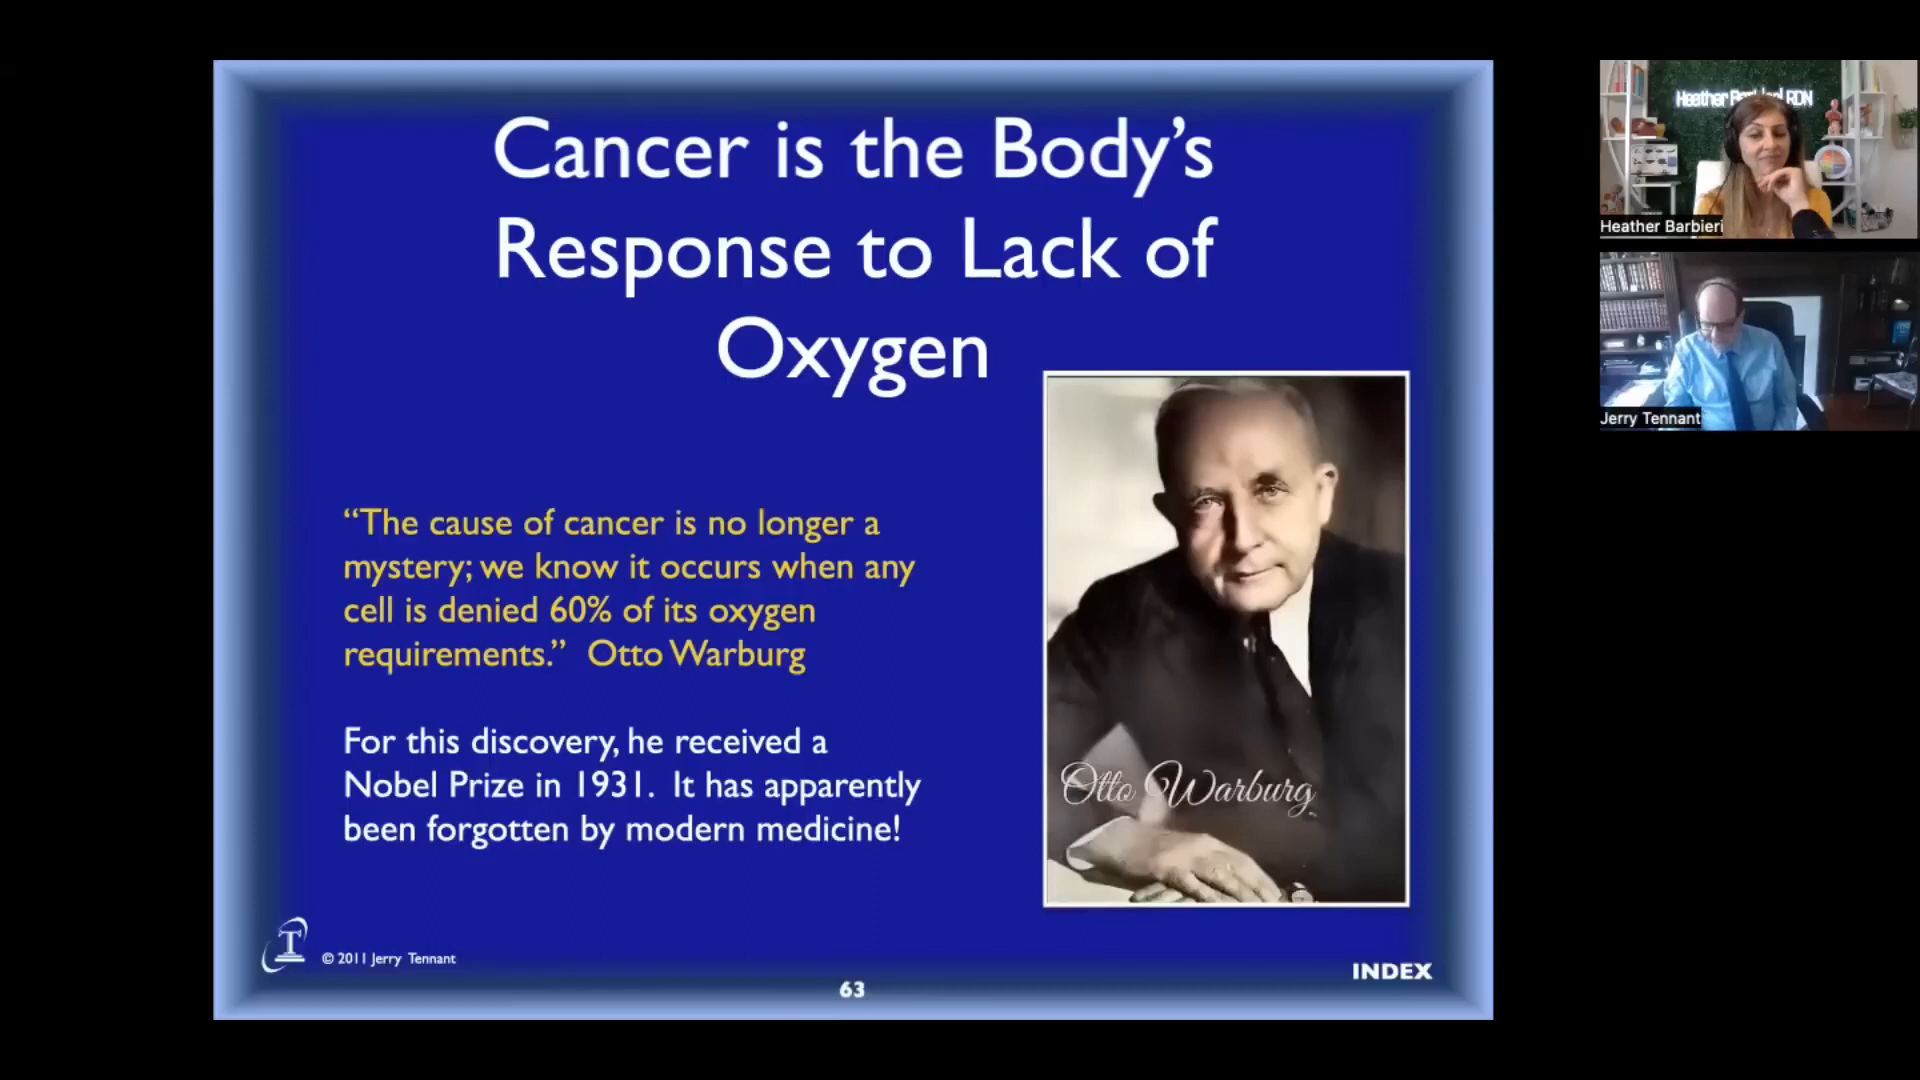 Cancer is the Body’s
Response to Lack of
Oxygen
“The cause of cancer is no longer a
mystery; we know it occurs when any
cell is denied 60% of its oxygen
requirements.” Otto Warburg
For this discovery, he received a
Nobel Prize in 1931. It has apparently
been forgotten by modern medicine!
Otto Warburg
T
© 2011 Jerry Tennant
63
INDEX
Heather RDN
Heather Barbieri
Jerry Tennant